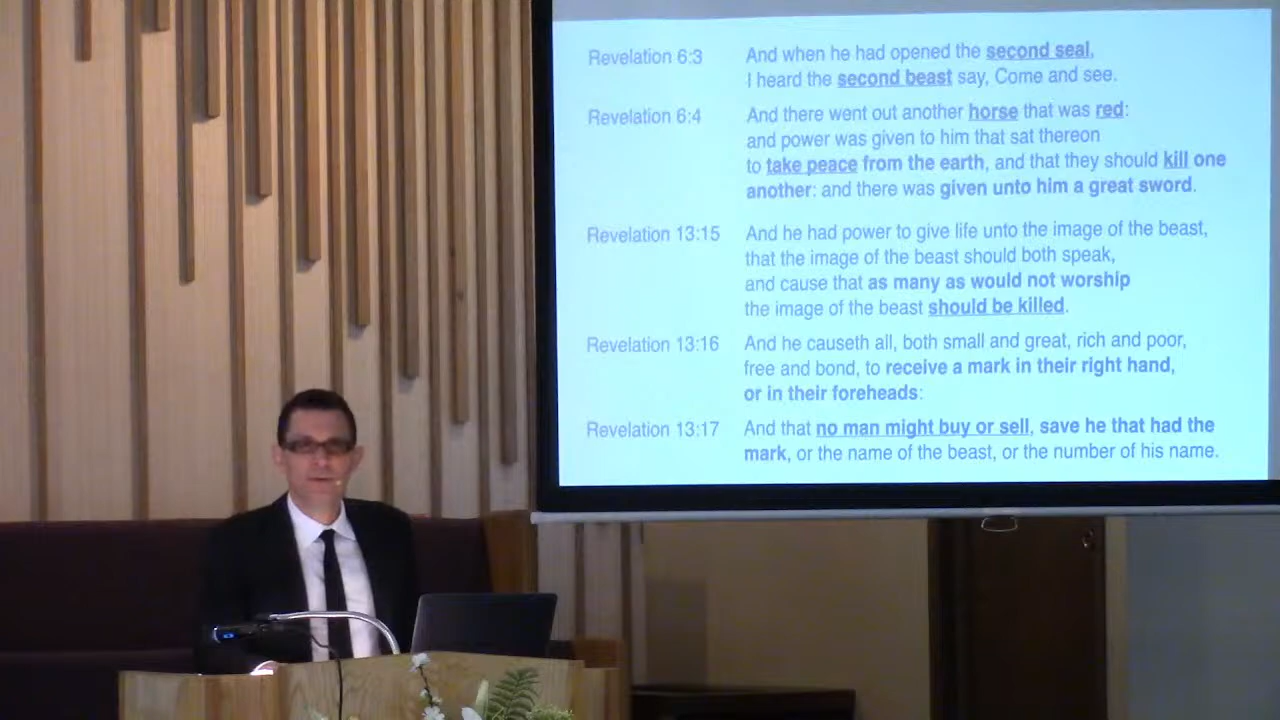 Revelation 6:3 And when he had opened the second seal,
I heard the second beast say, Come and see.
Revelation 6:4 And there went out another horse that was red:
and power was given to him that sat thereon
to take peace from the earth, and that they should kill one
another: and there was given unto him a great sword.
Revelation 13:15 And he had power to give life unto the image of the beast,
that the image of the beast should both speak,
and cause that as many as would not worship
the image of the beast should be killed.
Revelation 13:16 And he causeth all, both small and great, rich and poor,
free and bond, to receive a mark in their right hand,
or in their foreheads:
Revelation 13:17 And that no man might buy or sell, save he that had the
mark, or the name of the beast, or the number of his name.